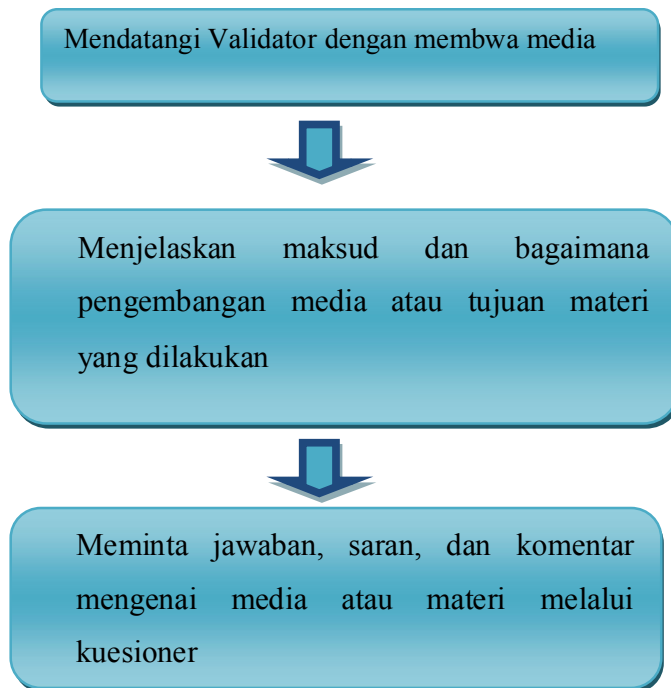 Mendatangi Validator dengan membwa media
Menjelaskan maksud dan bagaimana
pengembangan media atau tujuan materi
yang dilakukan
Meminta jawaban, saran, dan komentar
mengenai media atau materi melalui
kuesioner